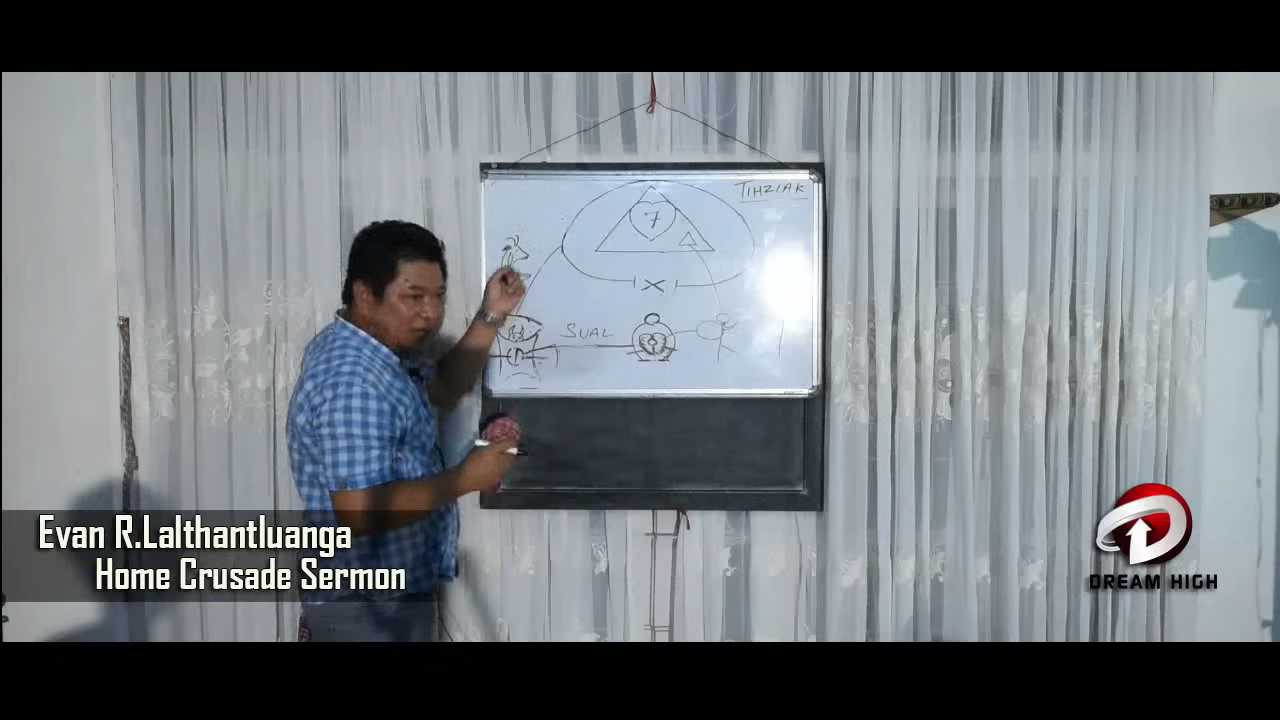 TIHZIAK
7
X
SUAL
Evan R.Lalthantluanga
Home Crusade Sermon
DREAM HIGH